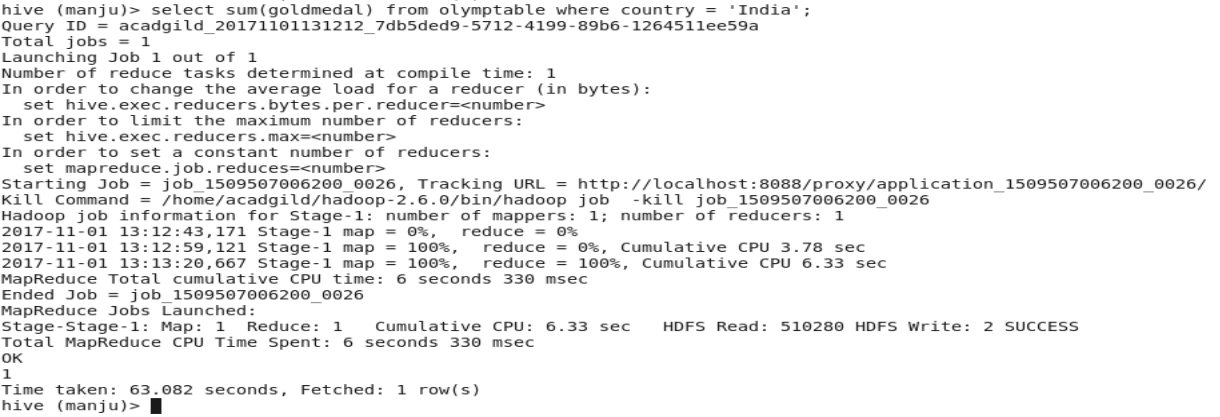 hive (manju)> select sum(goldmedal) from olymptable where country = 'India';
Query ID = acadgild_20171101131212_7db5ded9-5712-4199-89b6-1264511ee59a
Total jobs = 1
Launching Job 1 out of 1
Number of reduce tasks determined at compile time: 1
In order to change the average load for a reducer (in bytes):
  set hive.exec.reducers.bytes.per.reducer=<number>
In order to limit the maximum number of reducers:
  set hive.exec.reducers.max=<number>
In order to set a constant number of reducers:
  set mapreduce.job.reduces=<number>
Starting Job = job_1509507006200_0026, Tracking URL = http://localhost:8088/proxy/application_1509507006200_0026/
Kill Command = /home/acadgild/hadoop-2.6.0/bin/hadoop job  -kill job_1509507006200_0026
Hadoop job information for Stage-1: number of mappers: 1; number of reducers: 1
2017-11-01 13:12:43,171 Stage-1 map = 0%,  reduce = 0%
2017-11-01 13:12:59,121 Stage-1 map = 100%,  reduce = 0%, Cumulative CPU 3.78 sec
2017-11-01 13:13:20,667 Stage-1 map = 100%,  reduce = 100%, Cumulative CPU 6.33 sec
MapReduce Total cumulative CPU time: 6 seconds 330 msec
Ended Job = job_1509507006200_0026
MapReduce Jobs Launched:
Stage-Stage-1: Map: 1  Reduce: 1   Cumulative CPU: 6.33 sec   HDFS Read: 510280 HDFS Write: 2 SUCCESS
Total MapReduce CPU Time Spent: 6 seconds 330 msec
OK
1
Time taken: 63.082 seconds, Fetched: 1 row(s)
hive (manju)>